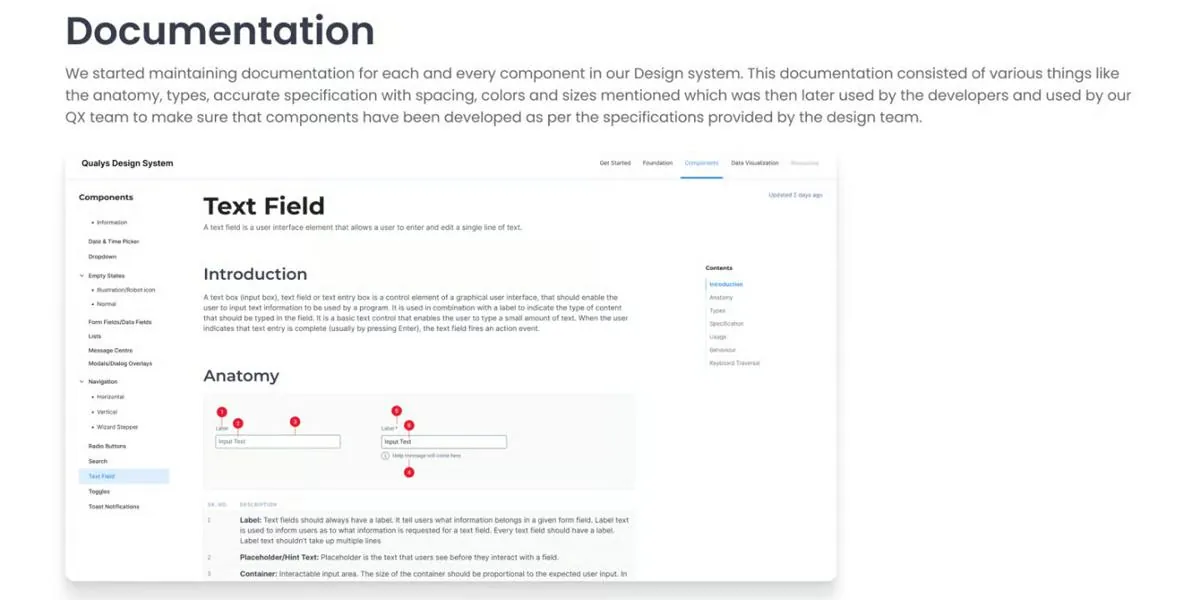 Documentation
We started maintaining documentation for each and every component in our Design system. This documentation consisted of various things like
the anatomy, types, accurate specification with spacing, colors and sizes mentioned which was then later used by the developers and used by our
QX team to make sure that components have been developed as per the specifications provided by the design team.
Qualys Design System
Get Started Foundation Components Data Visualization Resources
Components
Information
Date & Time Picker
Dropdown
Empty States
Illustration/Robot icon
Normal
Form Fields/Data Fields
Lists
Message Centre
Modals/Dialog Overlays
Navigation
Horizontal
Vertical
Wizard Stepper
Radio Buttons
Search
Text Field
Toggles
Toast Notifications
Updated 2 days ago
Text Field
A text field is a user interface element that allows a user to enter and edit a single line of text.
Introduction
A text box (input box), text field or text entry box is a control element of a graphical user interface, that should enable the
user to input text information to be used by a program. It is used in combination with a label to indicate the type of content
that should be typed in the field. It is a basic text control that enables the user to type a small amount of text. When the user
indicates that text entry is complete (usually by pressing Enter), the text field fires an action event.
Anatomy
1 2 3
Label
Input Text
5 6
Label *
Input Text
Help message will come here
4
SR. NO. DESCRIPTION
1 Label: Text fields should always have a label. It tell users what information belongs in a given form field. Label text
is used to inform users as to what information is requested for a text field. Every text field should have a label.
Label text shouldn't take up multiple lines
2 Placeholder/Hint Text: Placeholder is the text that users see before they interact with a field.
3 Container: Interactable input area. The size of the container should be proportional to the expected user input. In
Contents
Introduction
Anatomy
Types
Specification
Usage
Behaviour
Keyboard Traversal